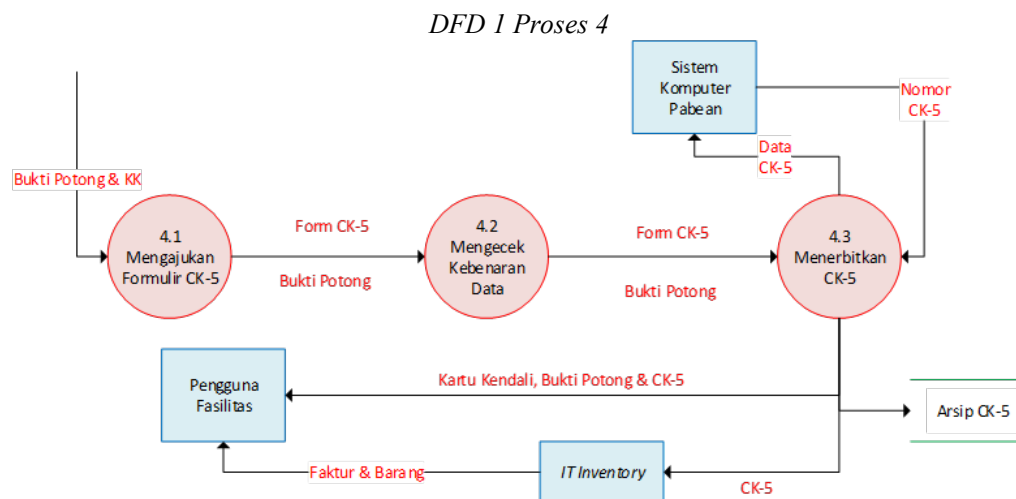 DFD 1 Proses 4
Sistem
Komputer
Pabean
Nomor
CK-5
Data
CK-5
Bukti Potong & KK
4.1
Mengajukan
Formulir CK-5
Form CK-5
Bukti Potong
4.2
Mengecek
Kebenaran
Data
Form CK-5
Bukti Potong
4.3
Menerbitkan
CK-5
Pengguna
Fasilitas
Kartu Kendali, Bukti Potong & CK-5
Arsip CK-5
Faktur & Barang
IT Inventory
CK-5